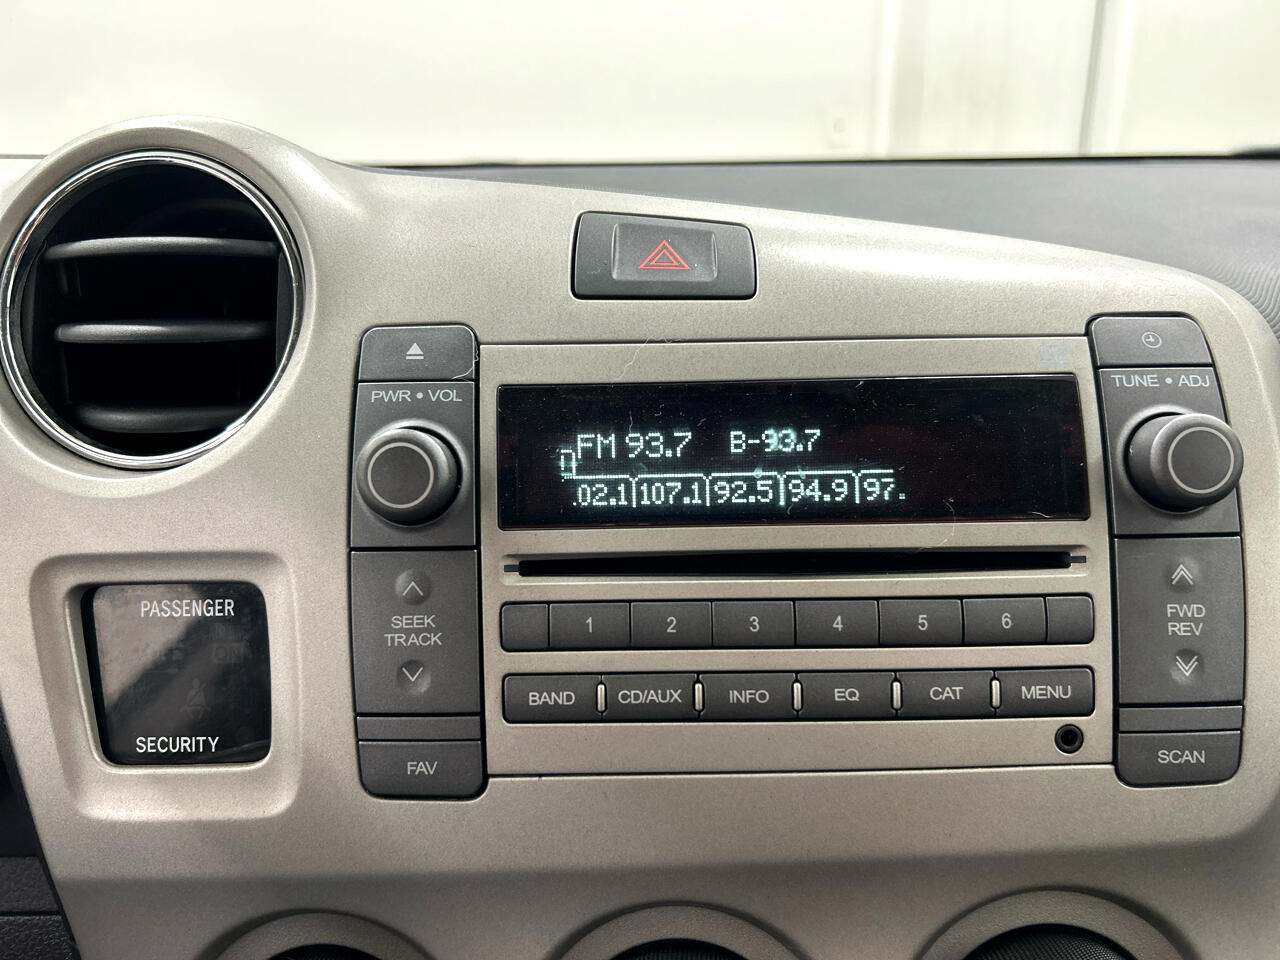 PWR • VOL
TUNE • ADJ
FM 93.7 B-93.7
02.1 107.1 92.5 94.9 97.
SEEK
TRACK
FWD
REV
PASSENGER
1 2 3 4 5 6
BAND CD/AUX INFO EQ CAT MENU
SECURITY
FAV
SCAN